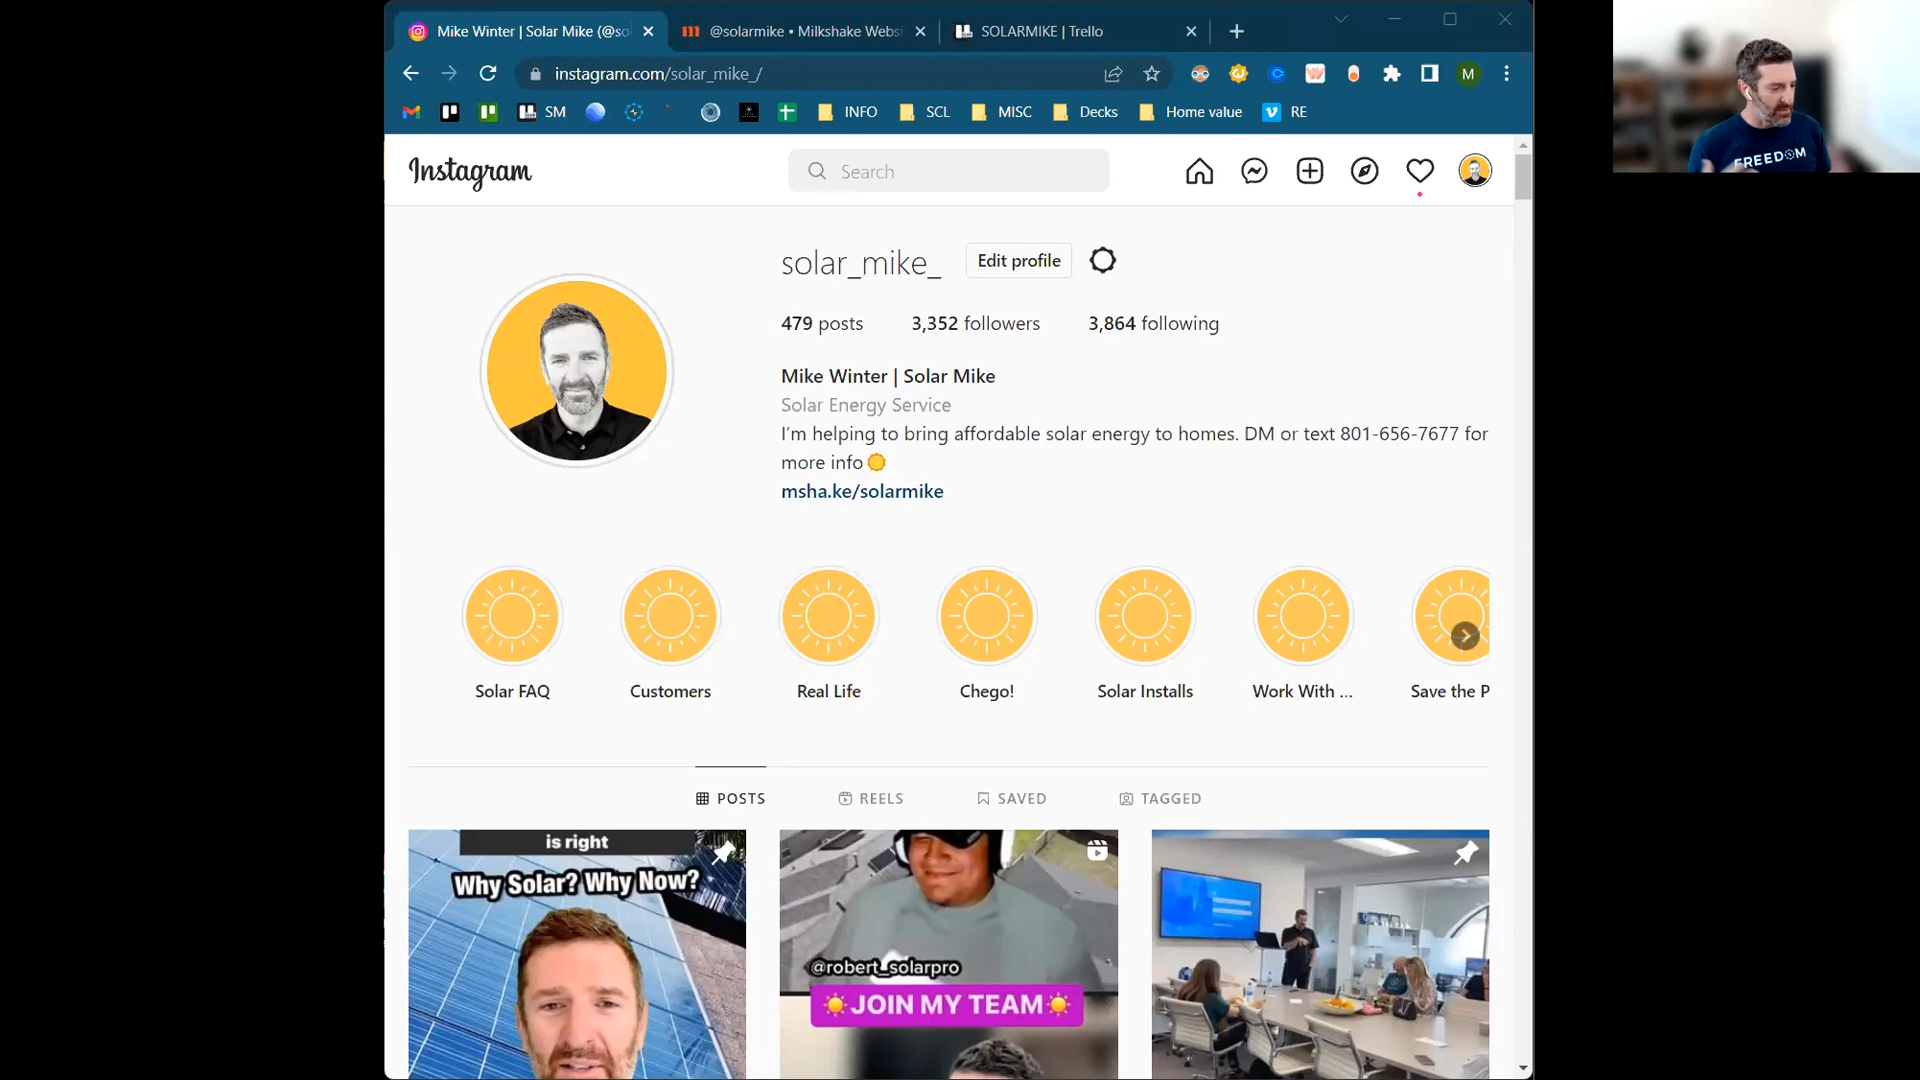 Mike Winter | Solar Mike (@so
@solarmike • Milkshake Websi
SOLARMIKE | Trello
instagram.com/solar_mike_/
M
SM
INFO
SCL
MISC
Decks
Home value
RE
Instagram
Search
solar_mike_
Edit profile
479 posts
3,352 followers
3,864 following
Mike Winter | Solar Mike
Solar Energy Service
I'm helping to bring affordable solar energy to homes. DM or text 801-656-7677 for
more info
msha.ke/solarmike
Solar FAQ
Customers
Real Life
Chego!
Solar Installs
Work With ...
Save the P
POSTS
REELS
SAVED
TAGGED
is right
Why Solar? Why Now?
@robert_solarpro
JOIN MY TEAM
FREEDOM